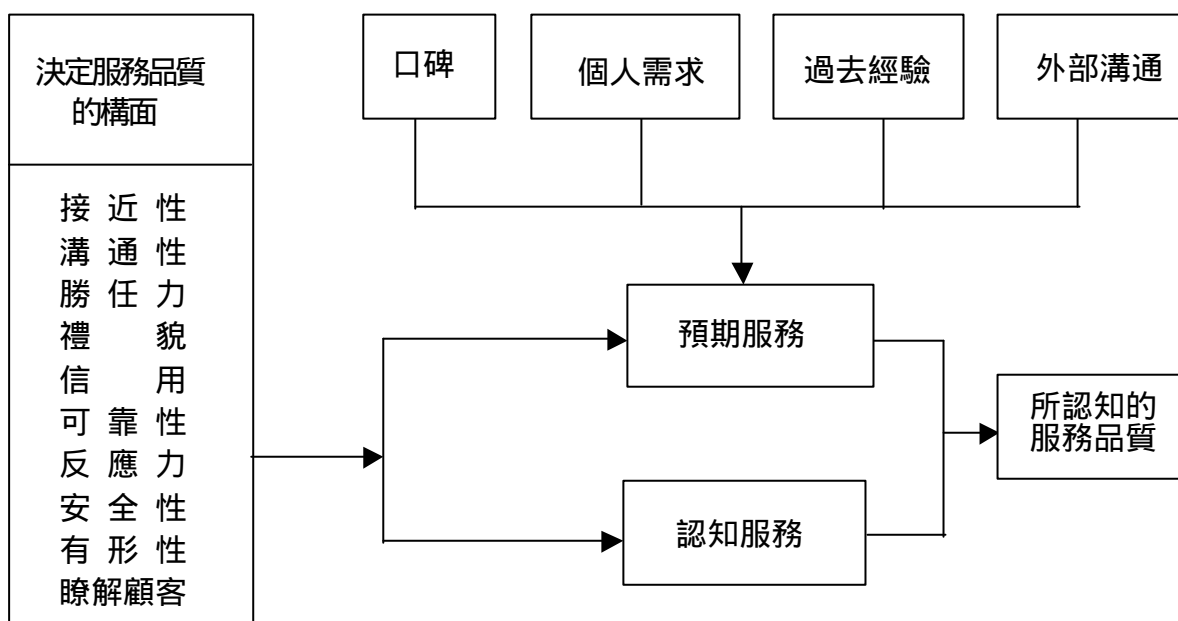 決定服務品質
的構面
接近性
溝通性
勝任力
禮貌
信用
可靠性
反應力
安全性
有形性
瞭解顧客
口碑
個人需求
過去經驗
外部溝通
預期服務
認知服務
所認知的
服務品質